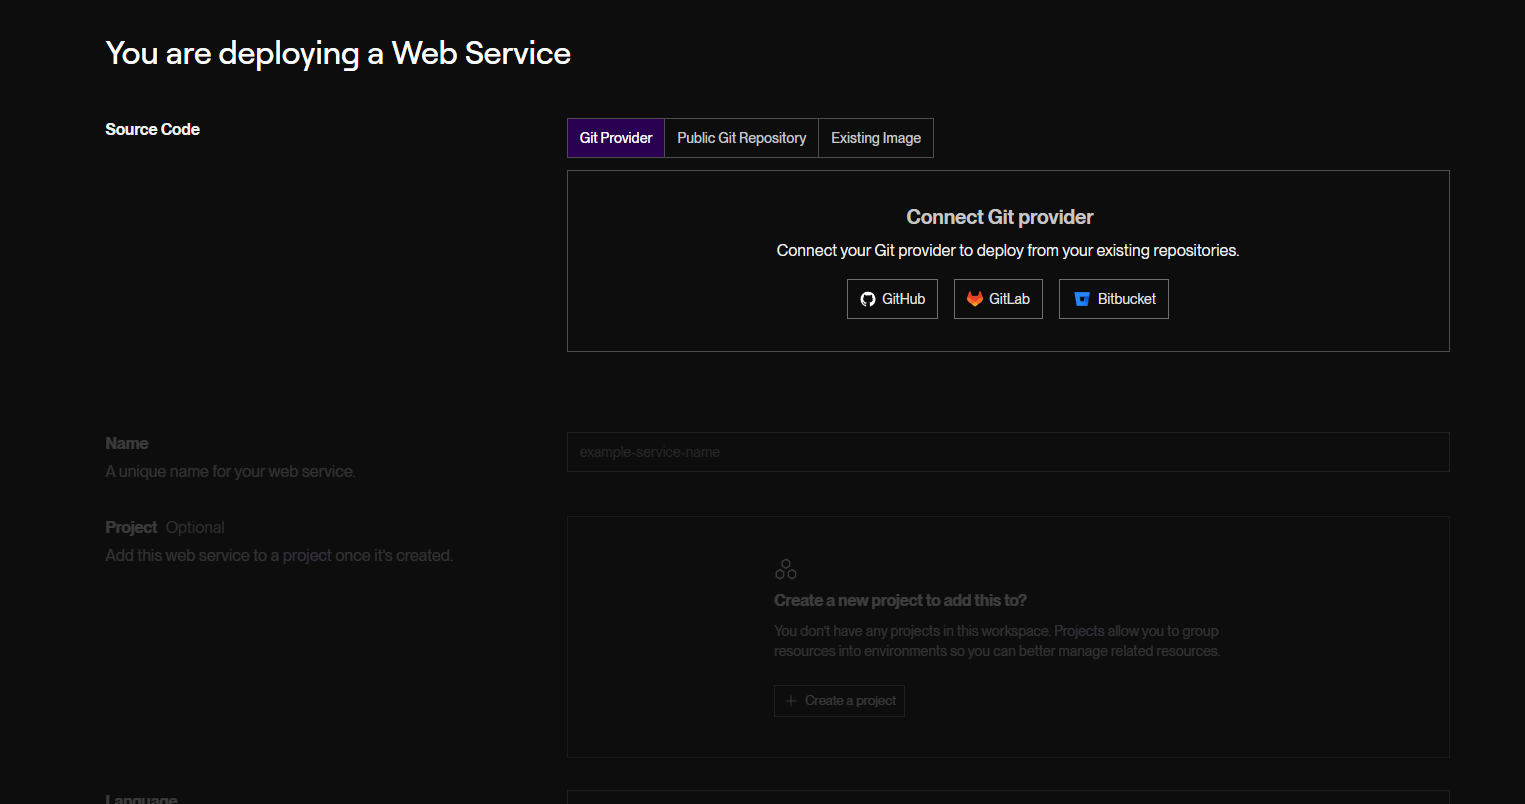 You are deploying a Web Service
Source Code
Git Provider
Public Git Repository
Existing Image
Connect Git provider
Connect your Git provider to deploy from your existing repositories.
GitHub
GitLab
Bitbucket
Name
A unique name for your web service.
example-service-name
Project Optional
Add this web service to a project once it's created.
Create a new project to add this to?
You don't have any projects in this workspace. Projects allow you to group
resources into environments so you can better manage related resources.
+ Create a project
Language